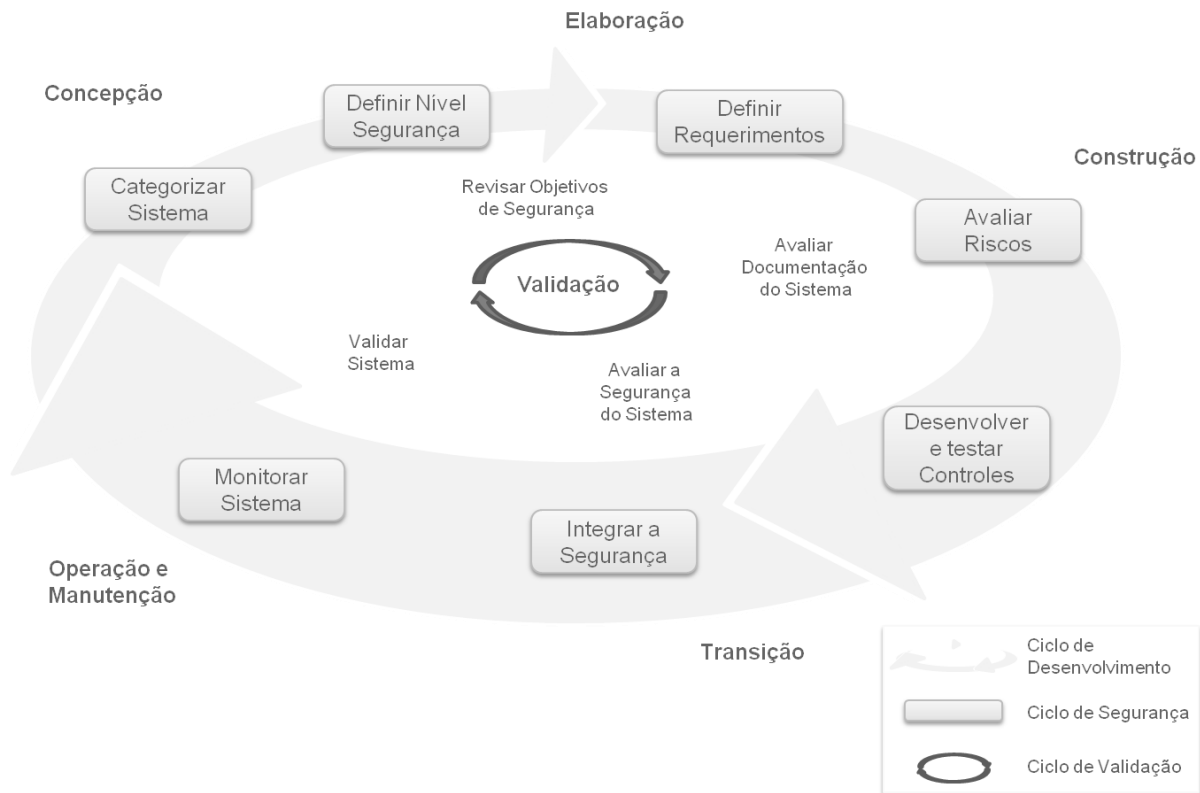 Elaboração
Concepção
Definir Nível
Segurança
Definir
Requerimentos
Construção
Categorizar
Sistema
Revisar Objetivos
de Segurança
Avaliar
Riscos
Avaliar
Documentação
do Sistema
Validação
Validar
Sistema
Avaliar a
Segurança
do Sistema
Desenvolver
e testar
Controles
Monitorar
Sistema
Integrar a
Segurança
Operação e
Manutenção
Transição
Ciclo de
Desenvolvimento
Ciclo de Segurança
Ciclo de Validação